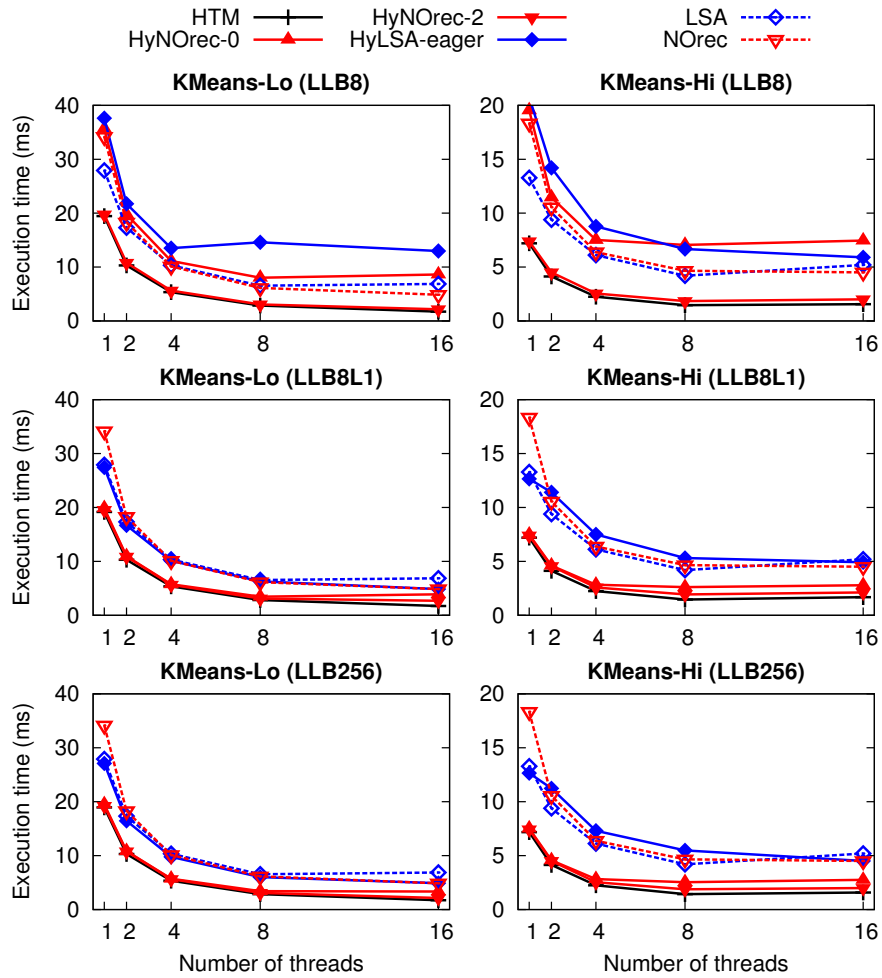 HTM HyNOrec-2 LSA
HyNOrec-0 HyLSA-eager NOrec
KMeans-Lo (LLB8) KMeans-Hi (LLB8)
Execution time (ms)
40
30
20
10
0
1 2 4 8 16
20
15
10
5
0
1 2 4 8 16
KMeans-Lo (LLB8L1) KMeans-Hi (LLB8L1)
Execution time (ms)
40
30
20
10
0
1 2 4 8 16
20
15
10
5
0
1 2 4 8 16
KMeans-Lo (LLB256) KMeans-Hi (LLB256)
Execution time (ms)
40
30
20
10
0
1 2 4 8 16
Number of threads
20
15
10
5
0
1 2 4 8 16
Number of threads